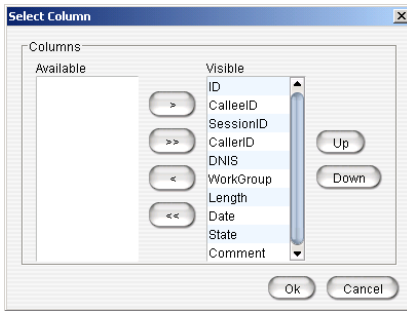 Select Column
Columns
Available
Visible
ID
CalleeID
SessionID
CallerID
DNIS
WorkGroup
Length
Date
State
Comment
>
>>
<
<<
Up
Down
Ok
Cancel